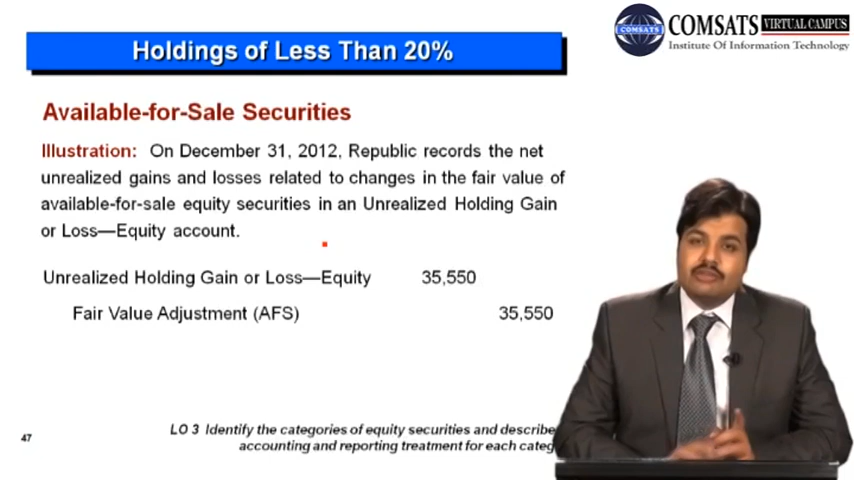 Holdings of Less Than 20%
COMSATS
COMSATS VIRTUAL CAMPUS
Institute Of Information Technology
Available-for-Sale Securities
Illustration: On December 31, 2012, Republic records the net
unrealized gains and losses related to changes in the fair value of
available-for-sale equity securities in an Unrealized Holding Gain
or Loss—Equity account.
Unrealized Holding Gain or Loss—Equity 35,550
Fair Value Adjustment (AFS) 35,550
47
LO 3 Identify the categories of equity securities and describe
accounting and reporting treatment for each categ